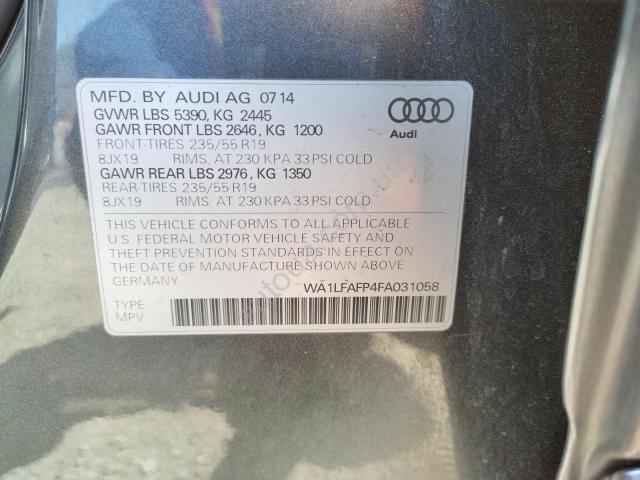 MFD. BY AUDI AG 07 14
GVWR LBS 5390, KG 2445
GAWR FRONT LBS 2646, KG 1200
FRONT-TIRES 235/55 R19
8JX19 RIMS, AT 230 KPA 33 PSI COLD
GAWR REAR LBS 2976, KG 1350
REAR-TIRES 235/55 R19
8JX19 RIMS, AT 230 KPA 33 PSI COLD
Audi
THIS VEHICLE CONFORMS TO ALL APPLICABLE
U.S. FEDERAL MOTOR VEHICLE SAFETY AND
THEFT PREVENTION STANDARDS IN EFFECT ON
THE DATE OF MANUFACTURE SHOWN ABOVE
GERMANY
WA1LFAFP4FA031058
TYPE
MPV